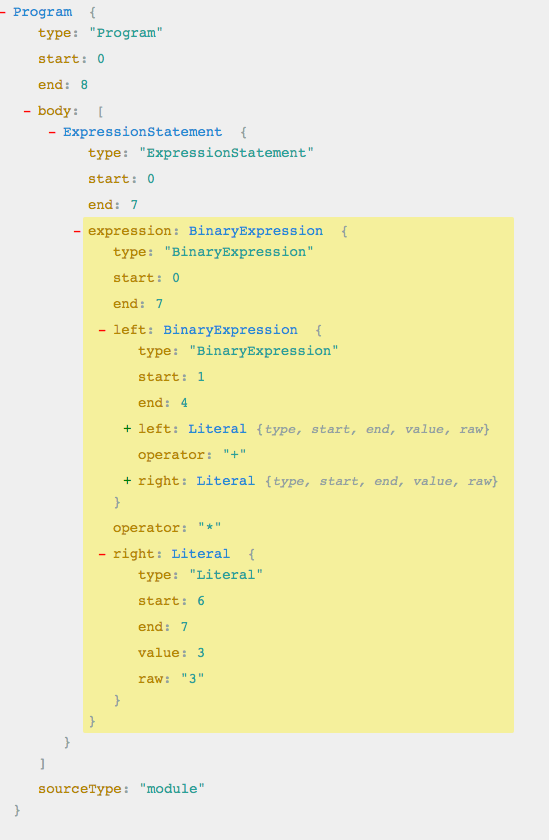 - Program {
type: "Program"
start: 0
end: 8
- body: [
- ExpressionStatement {
type: "ExpressionStatement"
start: 0
end: 7
- expression: BinaryExpression {
type: "BinaryExpression"
start: 0
end: 7
- left: BinaryExpression {
type: "BinaryExpression"
start: 1
end: 4
+ left: Literal {type, start, end, value, raw}
operator: "+"
+ right: Literal {type, start, end, value, raw}
}
operator: "*"
- right: Literal {
type: "Literal"
start: 6
end: 7
value: 3
raw: "3"
}
}
}
]
sourceType: "module"
}